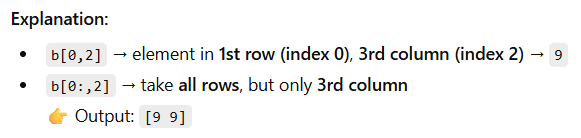 Explanation:
• b[0,2] → element in 1st row (index 0), 3rd column (index 2) → 9
• b[0:,2] → take all rows, but only 3rd column
👉 Output: [9 9]